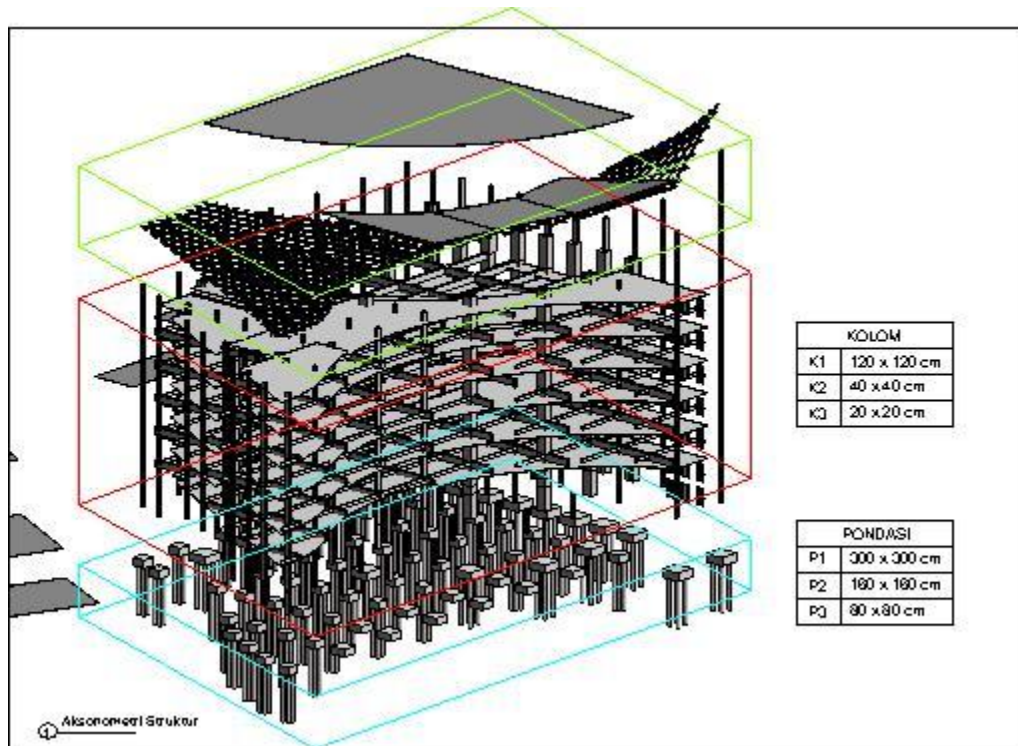 KOLOM
K1 120 x 120 cm
K2 40 x 40 cm
K3 20 x 20 cm
PONDASI
P1 300 x 300 cm
P2 160 x 160 cm
P3 80 x 80 cm
1 Aksonometri Struktur